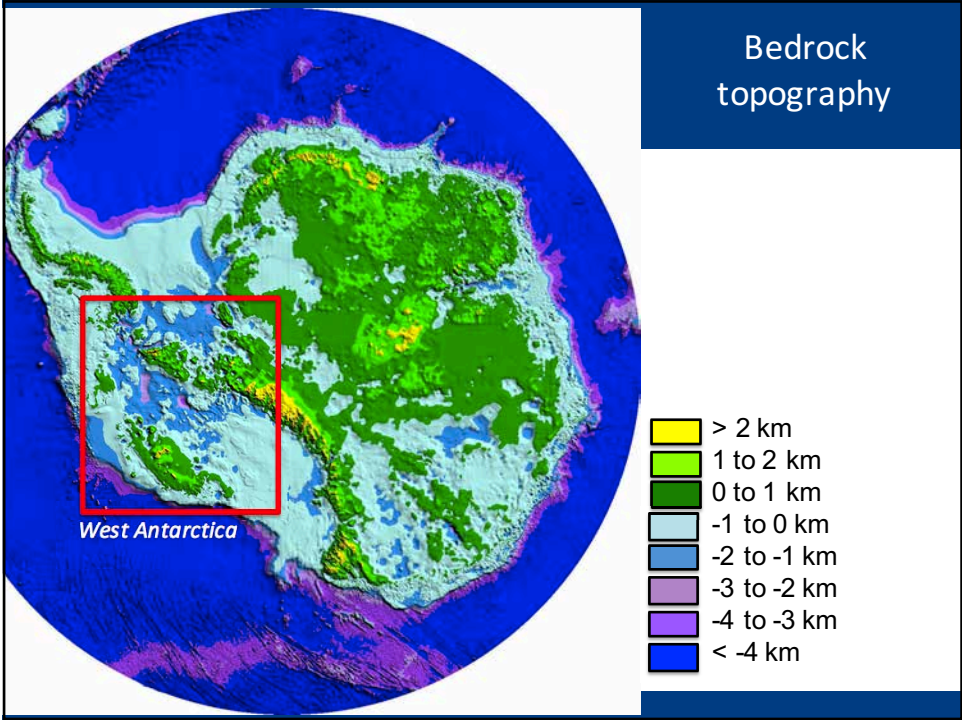 Bedrock
topography
> 2 km
1 to 2 km
0 to 1 km
-1 to 0 km
-2 to -1 km
-3 to -2 km
-4 to -3 km
< -4 km
West Antarctica